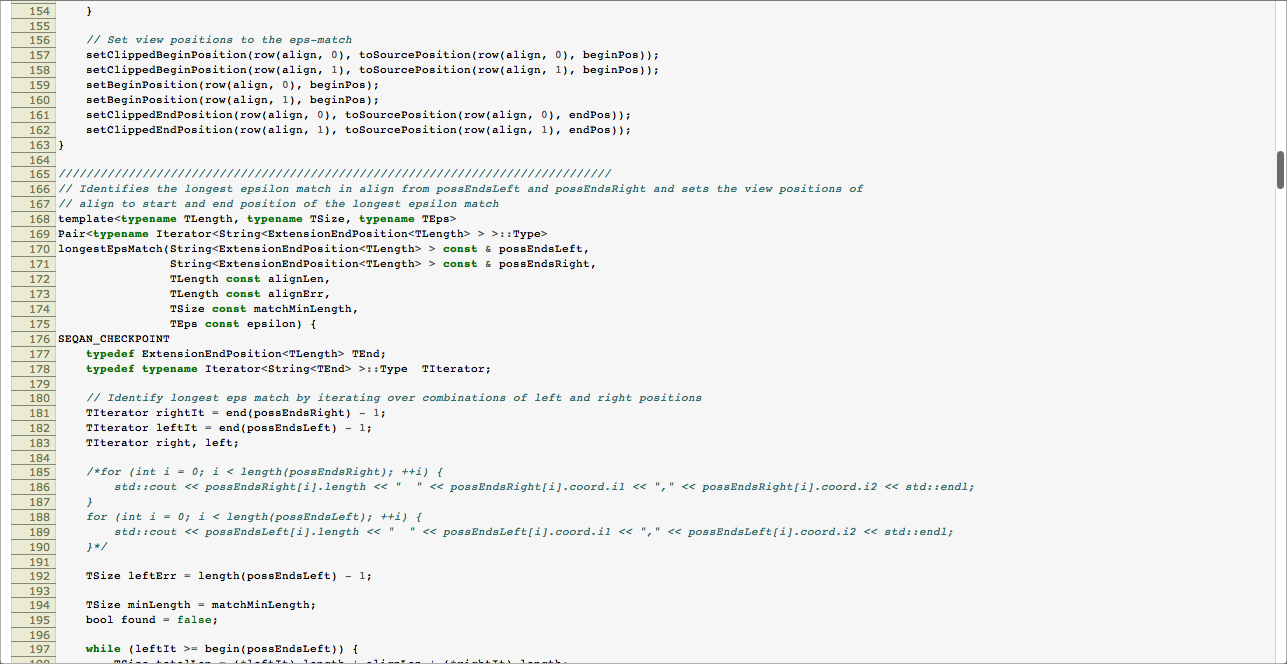 154     }
155
156     // Set view positions to the eps-match
157     setClippedBeginPosition(row(align, 0), toSourcePosition(row(align, 0), beginPos));
158     setClippedBeginPosition(row(align, 1), toSourcePosition(row(align, 1), beginPos));
159     setBeginPosition(row(align, 0), beginPos);
160     setBeginPosition(row(align, 1), beginPos);
161     setClippedEndPosition(row(align, 0), toSourcePosition(row(align, 0), endPos));
162     setClippedEndPosition(row(align, 1), toSourcePosition(row(align, 1), endPos));
163 }
164
165 ///////////////////////////////////////////////////////////////////////////////
166 // Identifies the longest epsilon match in align from possEndsLeft and possEndsRight and sets the view positions of
167 // align to start and end position of the longest epsilon match
168 template<typename TLength, typename TSize, typename TEps>
169 Pair<typename Iterator<String<ExtensionEndPosition<TLength> > >::Type>
170 longestEpsMatch(String<ExtensionEndPosition<TLength> > const & possEndsLeft,
171                 String<ExtensionEndPosition<TLength> > const & possEndsRight,
172                 TLength const alignLen,
173                 TLength const alignErr,
174                 TSize const matchMinLength,
175                 TEps const epsilon) {
176 SEQAN_CHECKPOINT
177     typedef ExtensionEndPosition<TLength> TEnd;
178     typedef typename Iterator<String<TEnd> >::Type  TIterator;
179
180     // Identify longest eps match by iterating over combinations of left and right positions
181     TIterator rightIt = end(possEndsRight) - 1;
182     TIterator leftIt = end(possEndsLeft) - 1;
183     TIterator right, left;
184
185     /*for (int i = 0; i < length(possEndsRight); ++i) {
186         std::cout << possEndsRight[i].length << "  " << possEndsRight[i].coord.i1 << "," << possEndsRight[i].coord.i2 << std::endl;
187     }
188     for (int i = 0; i < length(possEndsLeft); ++i) {
189         std::cout << possEndsLeft[i].length << "  " << possEndsLeft[i].coord.i1 << "," << possEndsLeft[i].coord.i2 << std::endl;
190     }*/
191
192     TSize leftErr = length(possEndsLeft) - 1;
193
194     TSize minLength = matchMinLength;
195     bool found = false;
196
197     while (leftIt >= begin(possEndsLeft)) {
198         TSize totalLen = (*leftIt).length + alignLen + (*rightIt).length;